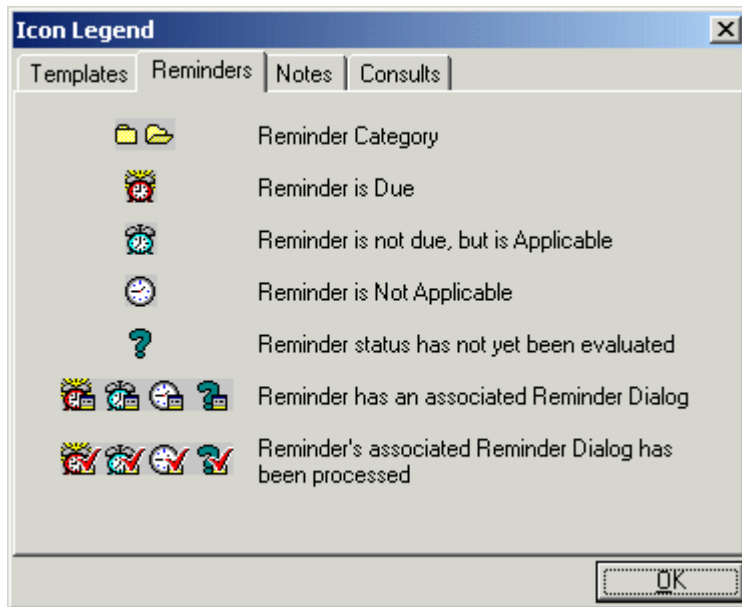 Icon Legend
Templates Reminders Notes Consults
Reminder Category
Reminder is Due
Reminder is not due, but is Applicable
Reminder is Not Applicable
Reminder status has not yet been evaluated
Reminder has an associated Reminder Dialog
Reminder's associated Reminder Dialog has
been processed
OK